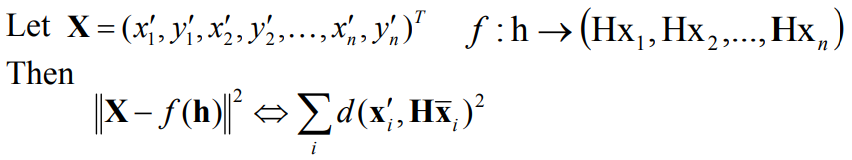 Let X = (x′₁, y′₁, x′₂, y′₂, ..., x′ₙ, y′ₙ)ᵀ f : h → (Hx₁, Hx₂, ..., Hxₙ)
Then
‖X − f(h)‖² ⇔ ∑ᵢ d(x′ᵢ, Hx̄ᵢ)²